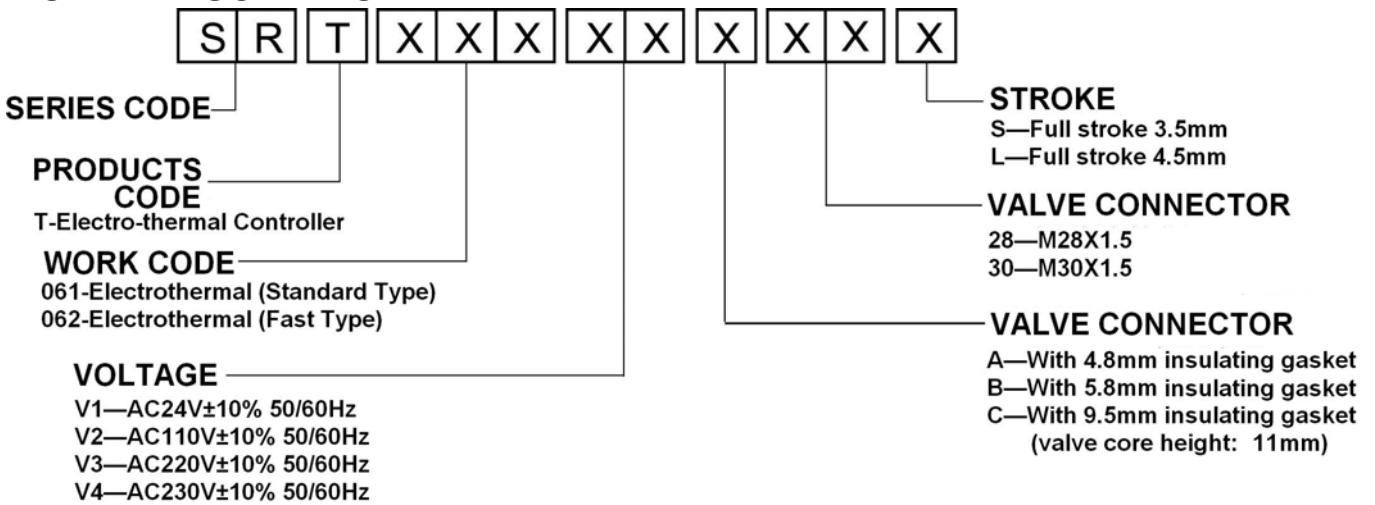 S R T X X X X X X X X X
SERIES CODE
PRODUCTS
CODE
T-Electro-thermal Controller
WORK CODE
061-Electrothermal (Standard Type)
062-Electrothermal (Fast Type)
VOLTAGE
V1—AC24V±10% 50/60Hz
V2—AC110V±10% 50/60Hz
V3—AC220V±10% 50/60Hz
V4—AC230V±10% 50/60Hz
STROKE
S—Full stroke 3.5mm
L—Full stroke 4.5mm
VALVE CONNECTOR
28—M28X1.5
30—M30X1.5
VALVE CONNECTOR
A—With 4.8mm insulating gasket
B—With 5.8mm insulating gasket
C—With 9.5mm insulating gasket
(valve core height: 11mm)